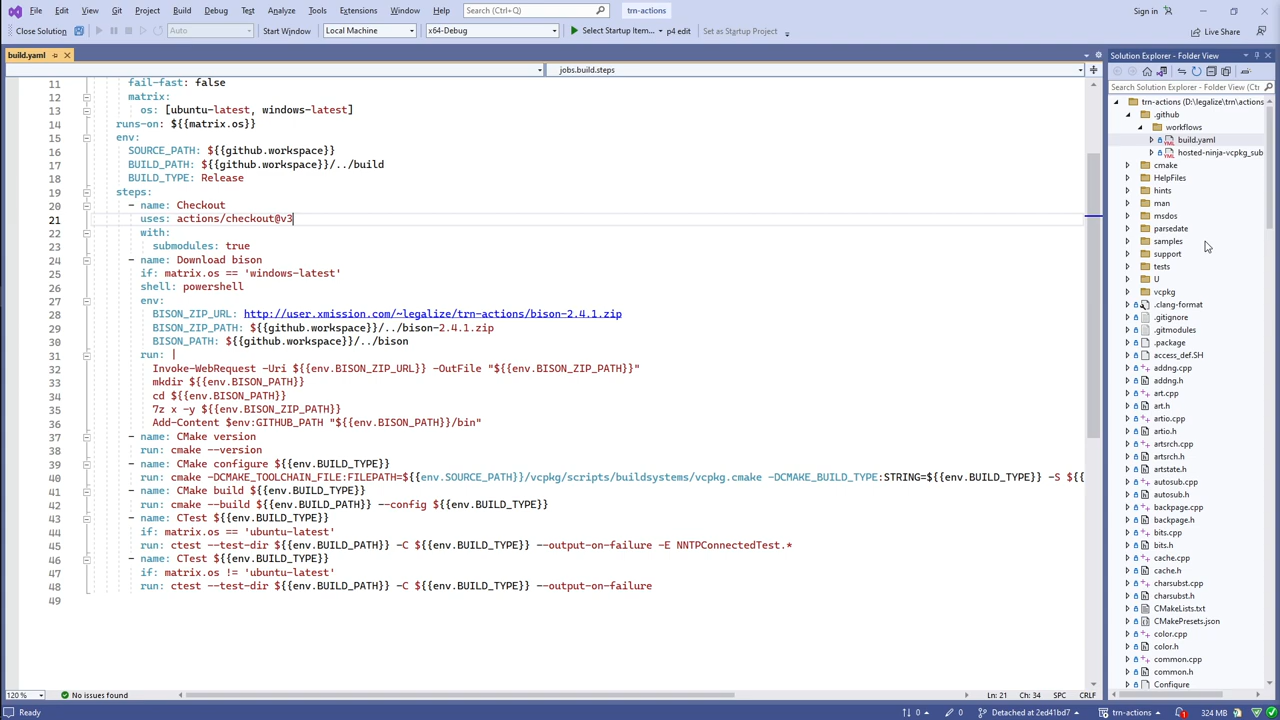 File Edit View Git Project Build Debug Test Analyze Tools Extensions Window Help Search (Ctrl+Q) trn-actions Sign in
Close Solution Auto Start Window Local Machine x64-Debug Select Startup Item... p4 edit Set as Startup Project Live Share
build.yaml
jobs.build.steps
11 fail-fast: false
12 matrix:
13 os: [ubuntu-latest, windows-latest]
14 runs-on: ${{matrix.os}}
15 env:
16 SOURCE_PATH: ${{github.workspace}}
17 BUILD_PATH: ${{github.workspace}}/../build
18 BUILD_TYPE: Release
19 steps:
20 - name: Checkout
21 uses: actions/checkout@v3
22 with:
23 submodules: true
24 - name: Download bison
25 if: matrix.os == 'windows-latest'
26 shell: powershell
27 env:
28 BISON_ZIP_URL: http://user.xmission.com/~legalize/trn-actions/bison-2.4.1.zip
29 BISON_ZIP_PATH: ${{github.workspace}}/../bison-2.4.1.zip
30 BISON_PATH: ${{github.workspace}}/../bison
31 run: |
32 Invoke-WebRequest -Uri ${{env.BISON_ZIP_URL}} -OutFile "${{env.BISON_ZIP_PATH}}"
33 mkdir ${{env.BISON_PATH}}
34 cd ${{env.BISON_PATH}}
35 7z x -y ${{env.BISON_ZIP_PATH}}
36 Add-Content $env:GITHUB_PATH "${{env.BISON_PATH}}/bin"
37 - name: CMake version
38 run: cmake --version
39 - name: CMake configure ${{env.BUILD_TYPE}}
40 run: cmake -DCMAKE_TOOLCHAIN_FILE:FILEPATH=${{env.SOURCE_PATH}}/vcpkg/scripts/buildsystems/vcpkg.cmake -DCMAKE_BUILD_TYPE:STRING=${{env.BUILD_TYPE}} -S ${{
41 - name: CMake build ${{env.BUILD_TYPE}}
42 run: cmake --build ${{env.BUILD_PATH}} --config ${{env.BUILD_TYPE}}
43 - name: CTest ${{env.BUILD_TYPE}}
44 if: matrix.os == 'ubuntu-latest'
45 run: ctest --test-dir ${{env.BUILD_PATH}} -C ${{env.BUILD_TYPE}} --output-on-failure -E NNTPConnectedTest.*
46 - name: CTest ${{env.BUILD_TYPE}}
47 if: matrix.os != 'ubuntu-latest'
48 run: ctest --test-dir ${{env.BUILD_PATH}} -C ${{env.BUILD_TYPE}} --output-on-failure
49
120 % No issues found Ln: 21 Ch: 34 SPC CRLF
Solution Explorer - Folder View
Search Solution Explorer - Folder View (Ctr
trn-actions (D:\legalize\trn\actions
.github
workflows
build.yaml
hosted-ninja-vcpkg_sub
cmake
HelpFiles
hints
man
msdos
parsedate
samples
support
tests
U
vcpkg
.clang-format
.gitignore
.gitmodules
.package
access_def.SH
addng.cpp
addng.h
art.cpp
art.h
artio.cpp
artio.h
artsrch.cpp
artsrch.h
artstate.h
autosub.cpp
autosub.h
backpage.cpp
backpage.h
bits.cpp
bits.h
cache.cpp
cache.h
charsubst.cpp
charsubst.h
CMakeLists.txt
CMakePresets.json
color.cpp
color.h
common.cpp
common.h
Configure
Ready 0 0 Detached at 2ed41bd7 trn-actions 1 324 MB